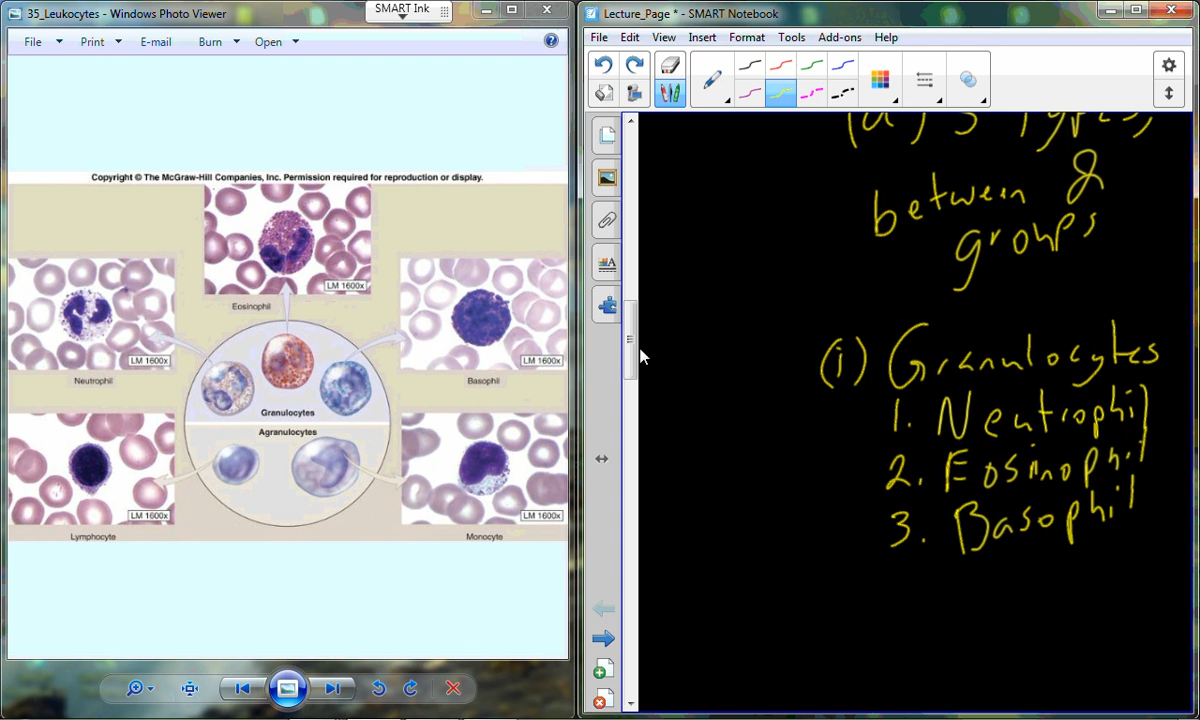 35_Leukocytes - Windows Photo Viewer
SMART Ink
File Print E-mail Burn Open
Copyright © The McGraw-Hill Companies, Inc. Permission required for reproduction or display.
LM 1600x
Eosinophil
LM 1600x
Neutrophil
LM 1600x
Basophil
Granulocytes
Agranulocytes
LM 1600x
Lymphocyte
LM 1600x
Monocyte
Lecture_Page * - SMART Notebook
File Edit View Insert Format Tools Add-ons Help
(a) 5 Types,
between 2
groups
(i) Granulocytes
1. Neutrophil
2. Eosinophil
3. Basophil